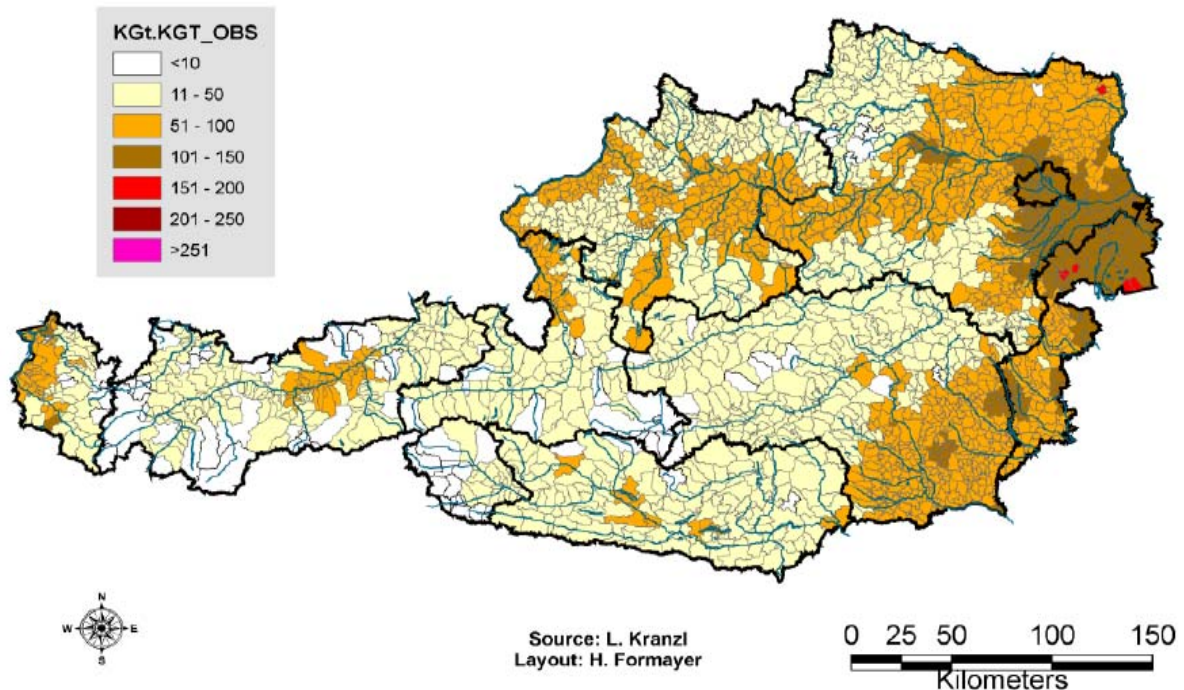 KGt.KGT_OBS
<10
11 - 50
51 - 100
101 - 150
151 - 200
201 - 250
>251
N
W E
S
Source: L. Kranzl
Layout: H. Formayer
0 25 50 100 150
Kilometers